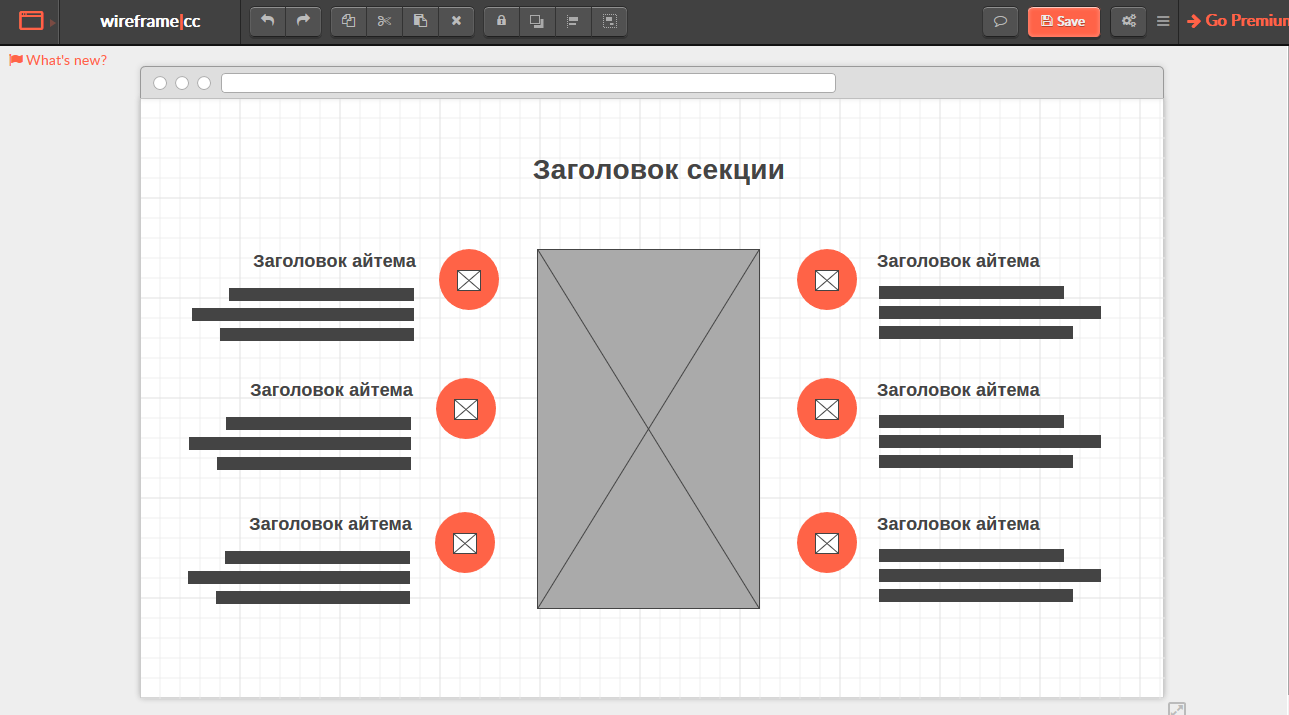 wireframe|cc
Save
Go Premium
What's new?
Заголовок секции
Заголовок айтема
Заголовок айтема
Заголовок айтема
Заголовок айтема
Заголовок айтема
Заголовок айтема